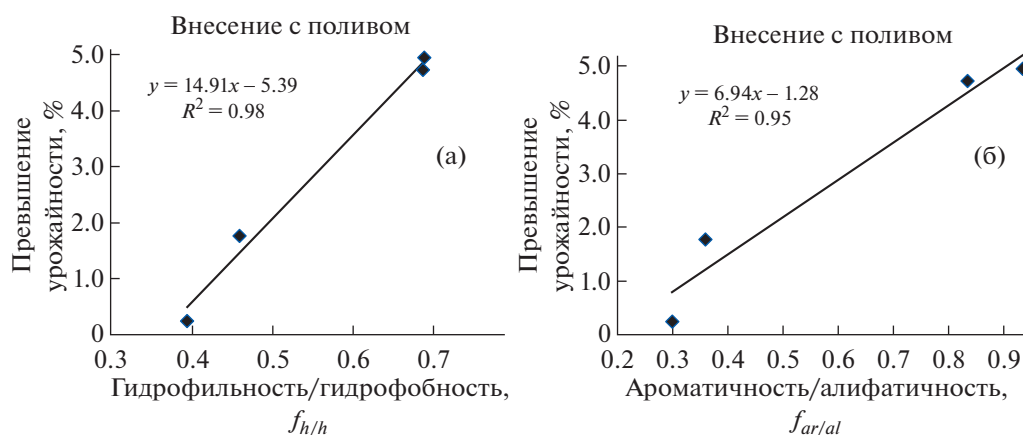 Внесение с поливом
y = 14.91x – 5.39
R² = 0.98
(а)
Превышение
урожайности, %
5.0
4.0
3.0
2.0
1.0
0
0.3 0.4 0.5 0.6 0.7
Гидрофильность/гидрофобность,
f h/h
Внесение с поливом
y = 6.94x – 1.28
R² = 0.95
(б)
Превышение
урожайности, %
5.0
4.0
3.0
2.0
1.0
0
0.2 0.3 0.4 0.5 0.6 0.7 0.8 0.9
Ароматичность/алифатичность,
f ar/al